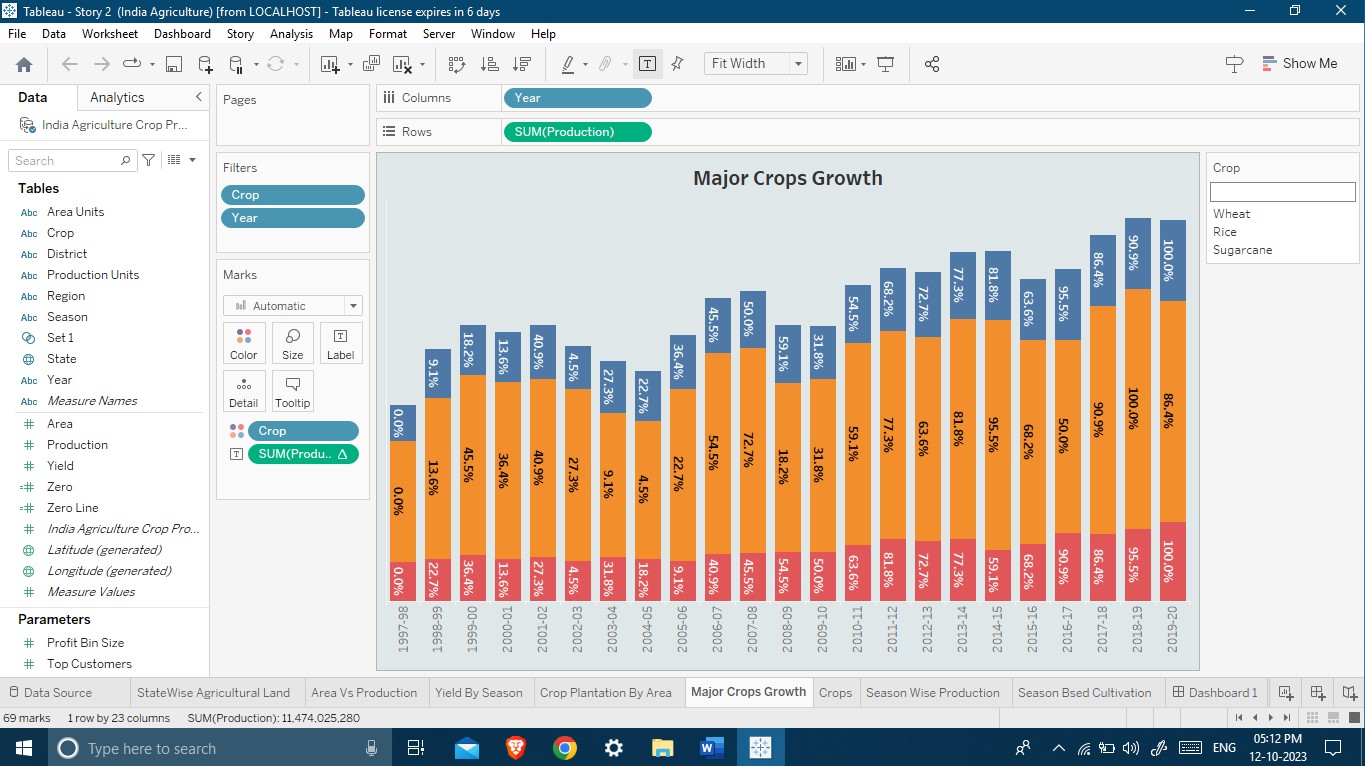 Tableau - Story 2 (India Agriculture) [from LOCALHOST] - Tableau license expires in 6 days
File Data Worksheet Dashboard Story Analysis Map Format Server Window Help
Fit Width
Show Me
Data Analytics
India Agriculture Crop Pr...
Search
Tables
Abc Area Units
Abc Crop
Abc District
Abc Production Units
Abc Region
Abc Season
Set 1
State
Abc Year
Abc Measure Names
# Area
# Production
# Yield
=# Zero
=# Zero Line
# India Agriculture Crop Pro...
Latitude (generated)
Longitude (generated)
# Measure Values
Parameters
# Profit Bin Size
# Top Customers
Pages
Filters
Crop
Year
Marks
Automatic
Color Size Label
Detail Tooltip
Crop
SUM(Produ.. Δ
Columns Year
Rows SUM(Production)
Major Crops Growth
0.0% 9.1% 18.2% 13.6% 40.9% 4.5% 27.3% 22.7% 36.4% 45.5% 50.0% 59.1% 31.8% 54.5% 68.2% 72.7% 77.3% 81.8% 63.6% 95.5% 86.4% 90.9% 100.0%
0.0% 13.6% 45.5% 36.4% 40.9% 27.3% 9.1% 4.5% 22.7% 54.5% 72.7% 18.2% 31.8% 59.1% 77.3% 63.6% 81.8% 95.5% 68.2% 50.0% 90.9% 100.0% 86.4%
0.0% 22.7% 36.4% 13.6% 27.3% 4.5% 31.8% 18.2% 9.1% 40.9% 45.5% 54.5% 50.0% 63.6% 81.8% 72.7% 77.3% 59.1% 68.2% 90.9% 86.4% 95.5% 100.0%
1997-98 1998-99 1999-00 2000-01 2001-02 2002-03 2003-04 2004-05 2005-06 2006-07 2007-08 2008-09 2009-10 2010-11 2011-12 2012-13 2013-14 2014-15 2015-16 2016-17 2017-18 2018-19 2019-20
Crop
Wheat
Rice
Sugarcane
Data Source StateWise Agricultural Land Area Vs Production Yield By Season Crop Plantation By Area Major Crops Growth Crops Season Wise Production Season Bsed Cultivation Dashboard 1
69 marks 1 row by 23 columns SUM(Production): 11,474.025,280
Type here to search
ENG
05:12 PM
12-10-2023